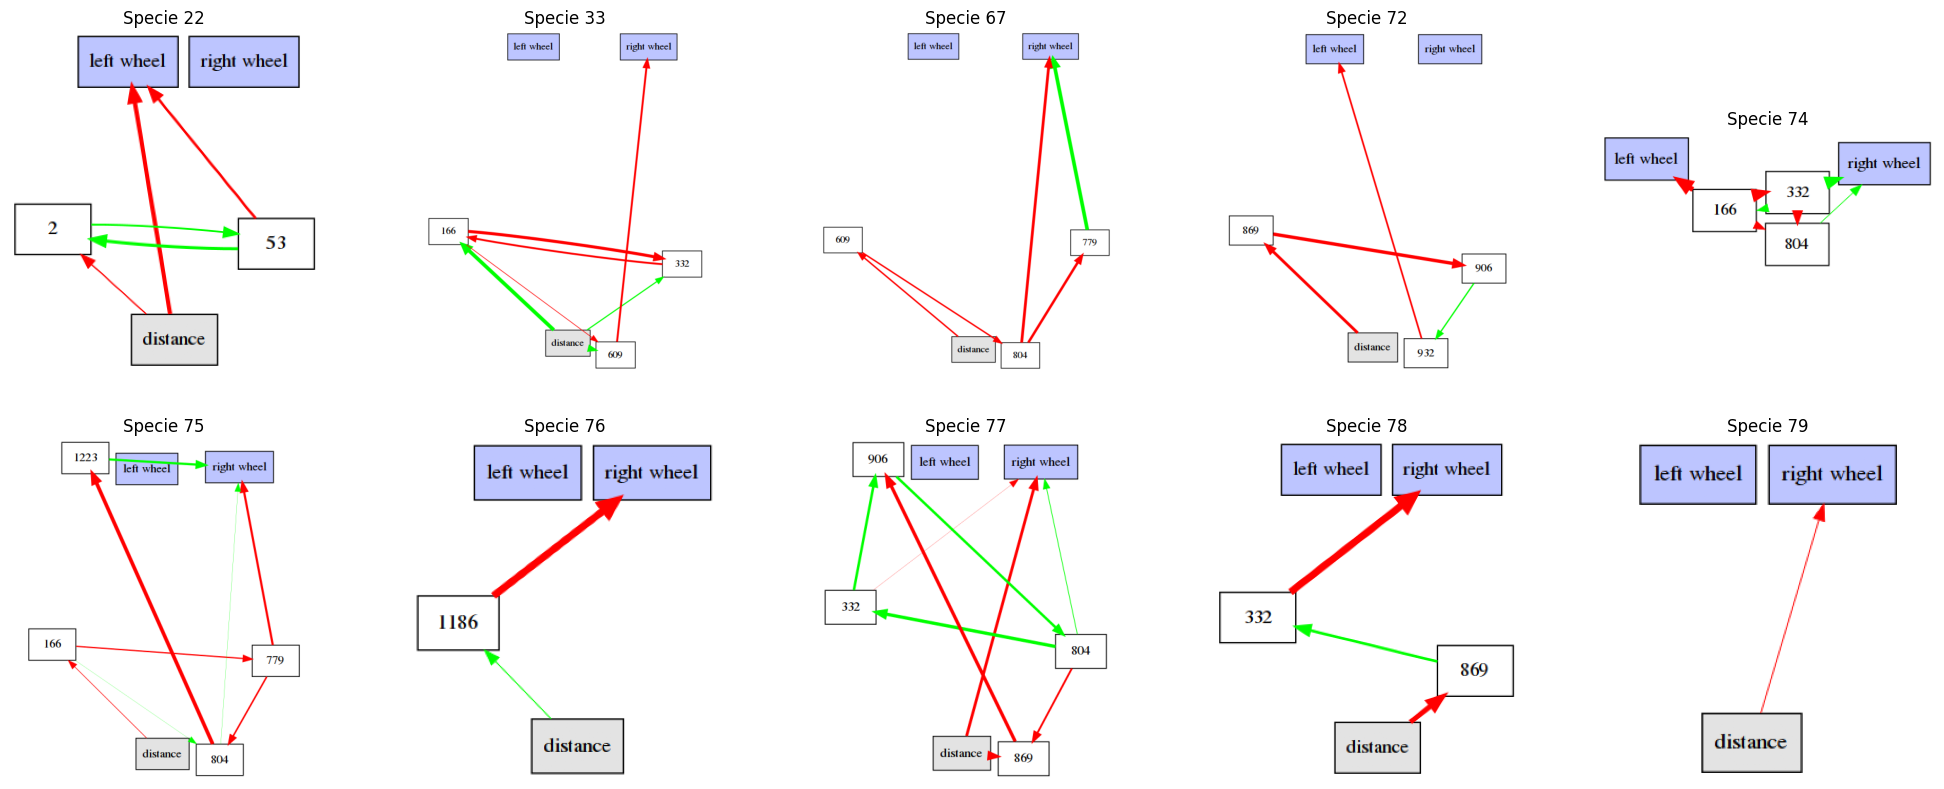 Specie 22
left wheel
right wheel
2
53
distance
Specie 33
left wheel
right wheel
166
332
distance
609
Specie 67
left wheel
right wheel
609
779
distance
804
Specie 72
left wheel
right wheel
869
906
distance
932
Specie 74
left wheel
right wheel
332
166
804
Specie 75
1223
left wheel
right wheel
166
779
distance
804
Specie 76
left wheel
right wheel
1186
distance
Specie 77
906
left wheel
right wheel
332
804
distance
869
Specie 78
left wheel
right wheel
332
869
distance
Specie 79
left wheel
right wheel
distance